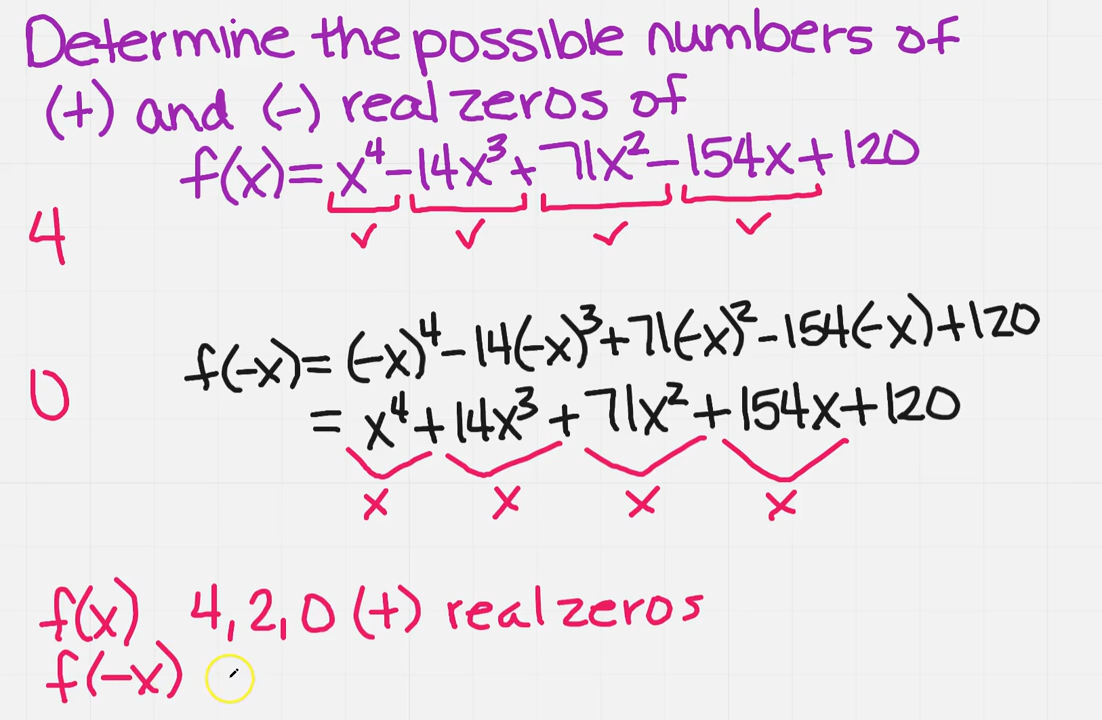 Determine the possible numbers of
(+) and (-) real zeros of
f(x) = x⁴ - 14x³ + 71x² - 154x + 120
✓ ✓ ✓ ✓
4
f(-x) = (-x)⁴ - 14(-x)³ + 71(-x)² - 154(-x) + 120
0
= x⁴ + 14x³ + 71x² + 154x + 120
x x x x
f(x) 4, 2, 0 (+) real zeros
f(-x)